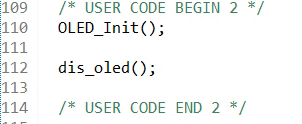 109 /* USER CODE BEGIN 2 */
110 OLED_Init();
111
112 dis_oled();
113
114 /* USER CODE END 2 */